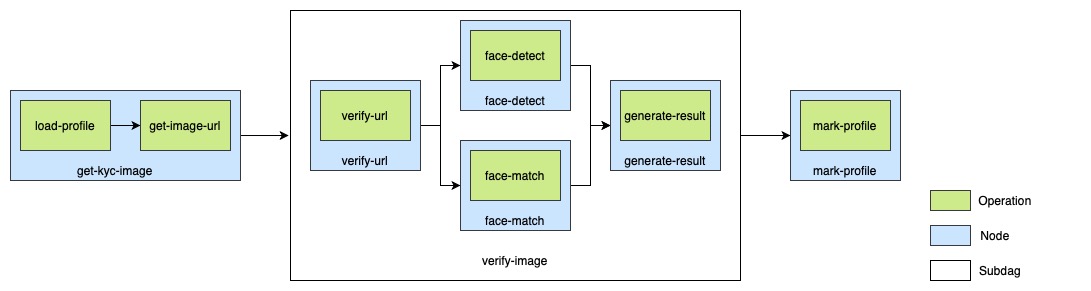 load-profile
get-image-url
get-kyc-image
verify-url
verify-url
face-detect
face-detect
face-match
face-match
generate-result
generate-result
verify-image
mark-profile
mark-profile
Operation
Node
Subdag